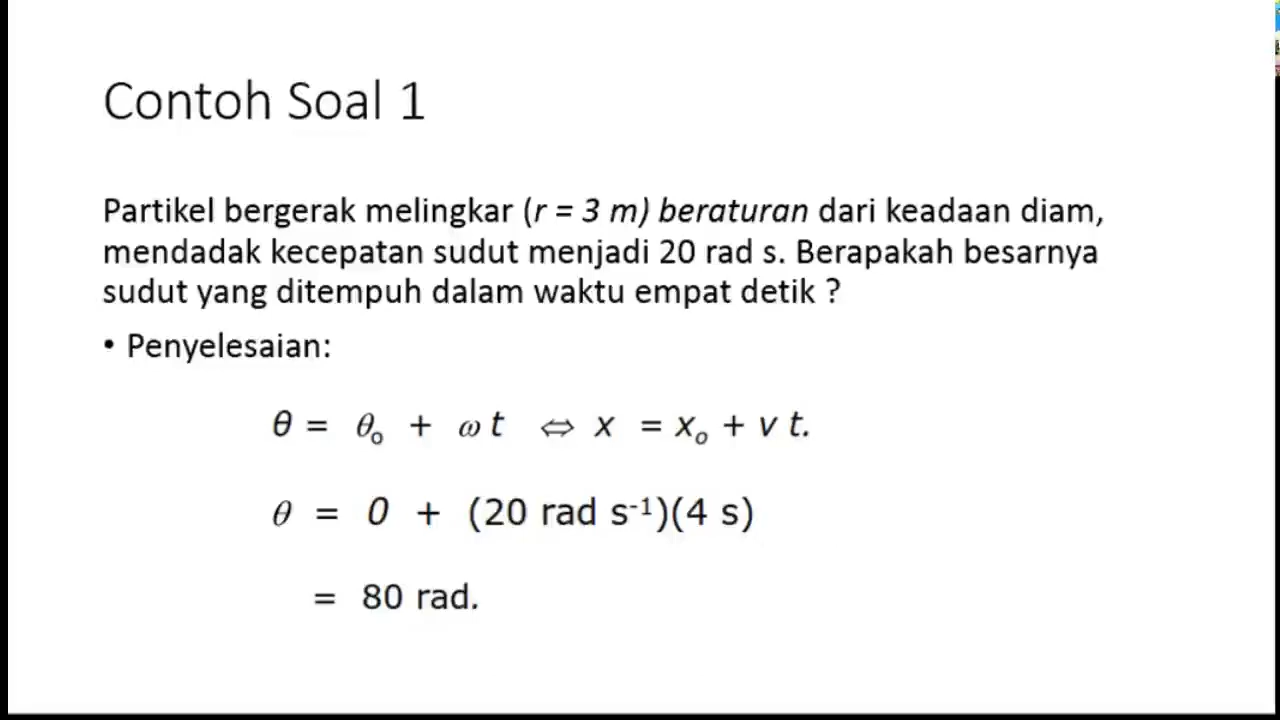 Contoh Soal 1
Partikel bergerak melingkar (r = 3 m) beraturan dari keadaan diam,
mendadak kecepatan sudut menjadi 20 rad s. Berapakah besarnya
sudut yang ditempuh dalam waktu empat detik ?
• Penyelesaian:
θ = θₒ + ω t ⇔ x = xₒ + v t.
θ = 0 + (20 rad s⁻¹)(4 s)
= 80 rad.